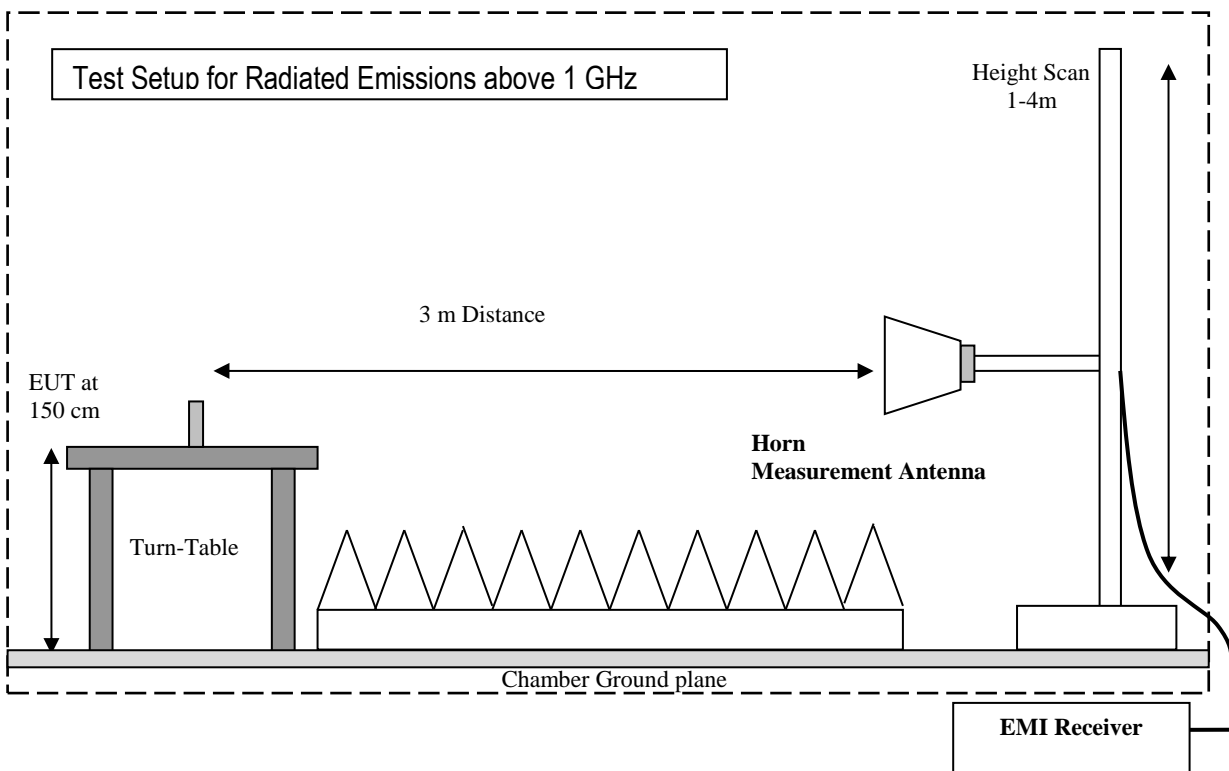 Test Setup for Radiated Emissions above 1 GHz
Height Scan
1-4m
3 m Distance
EUT at
150 cm
Horn
Measurement Antenna
Turn-Table
Chamber Ground plane
EMI Receiver